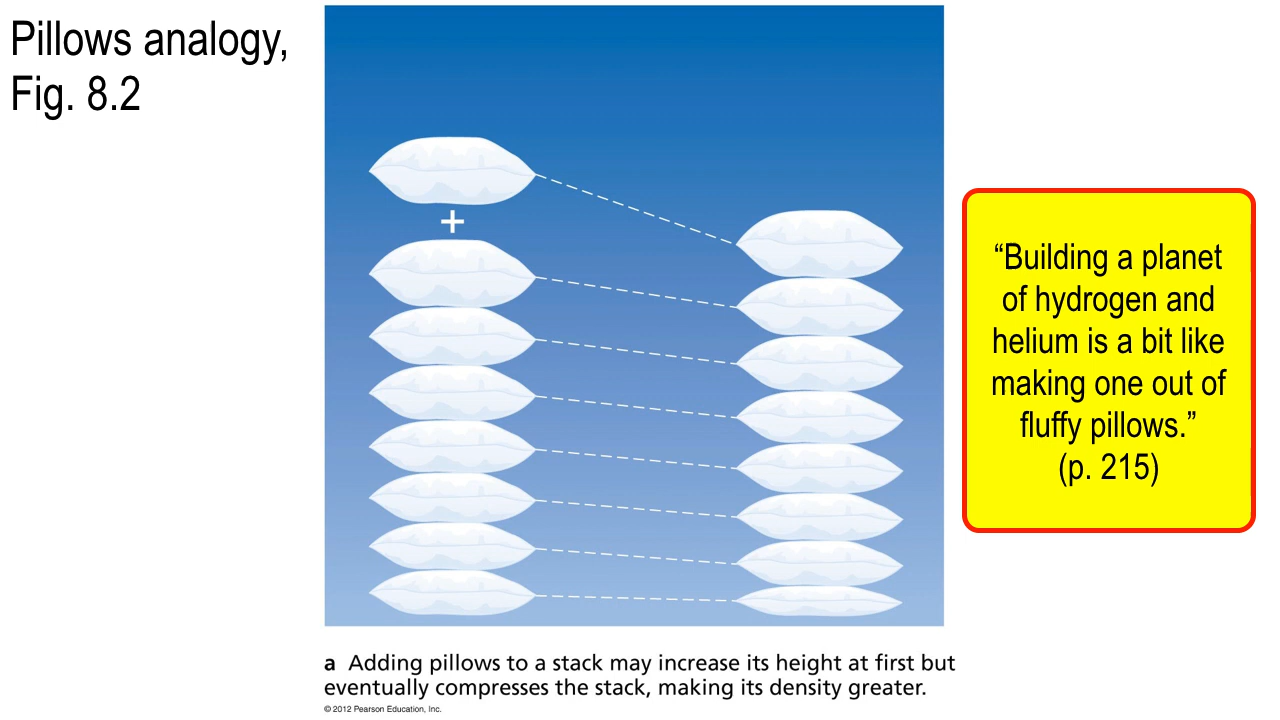 Pillows analogy,
Fig. 8.2
+
“Building a planet
of hydrogen and
helium is a bit like
making one out of
fluffy pillows.”
(p. 215)
a Adding pillows to a stack may increase its height at first but
eventually compresses the stack, making its density greater.
© 2012 Pearson Education, Inc.